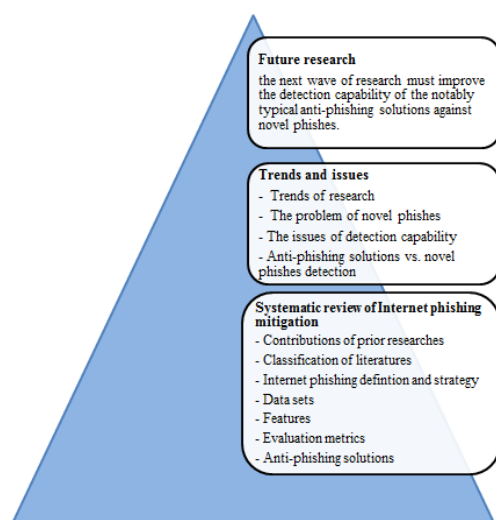 Future research
the next wave of research must improve
the detection capability of the notably
typical anti-phishing solutions against
novel phishes.
Trends and issues
- Trends of research
- The problem of novel phishes
- The issues of detection capability
- Anti-phishing solutions vs. novel
phishes detection
Systematic review of Internet phishing
mitigation
- Contributions of prior researches
- Classification of literatures
- Internet phishing defintion and strategy
- Data sets
- Features
- Evaluation metrics
- Anti-phishing solutions